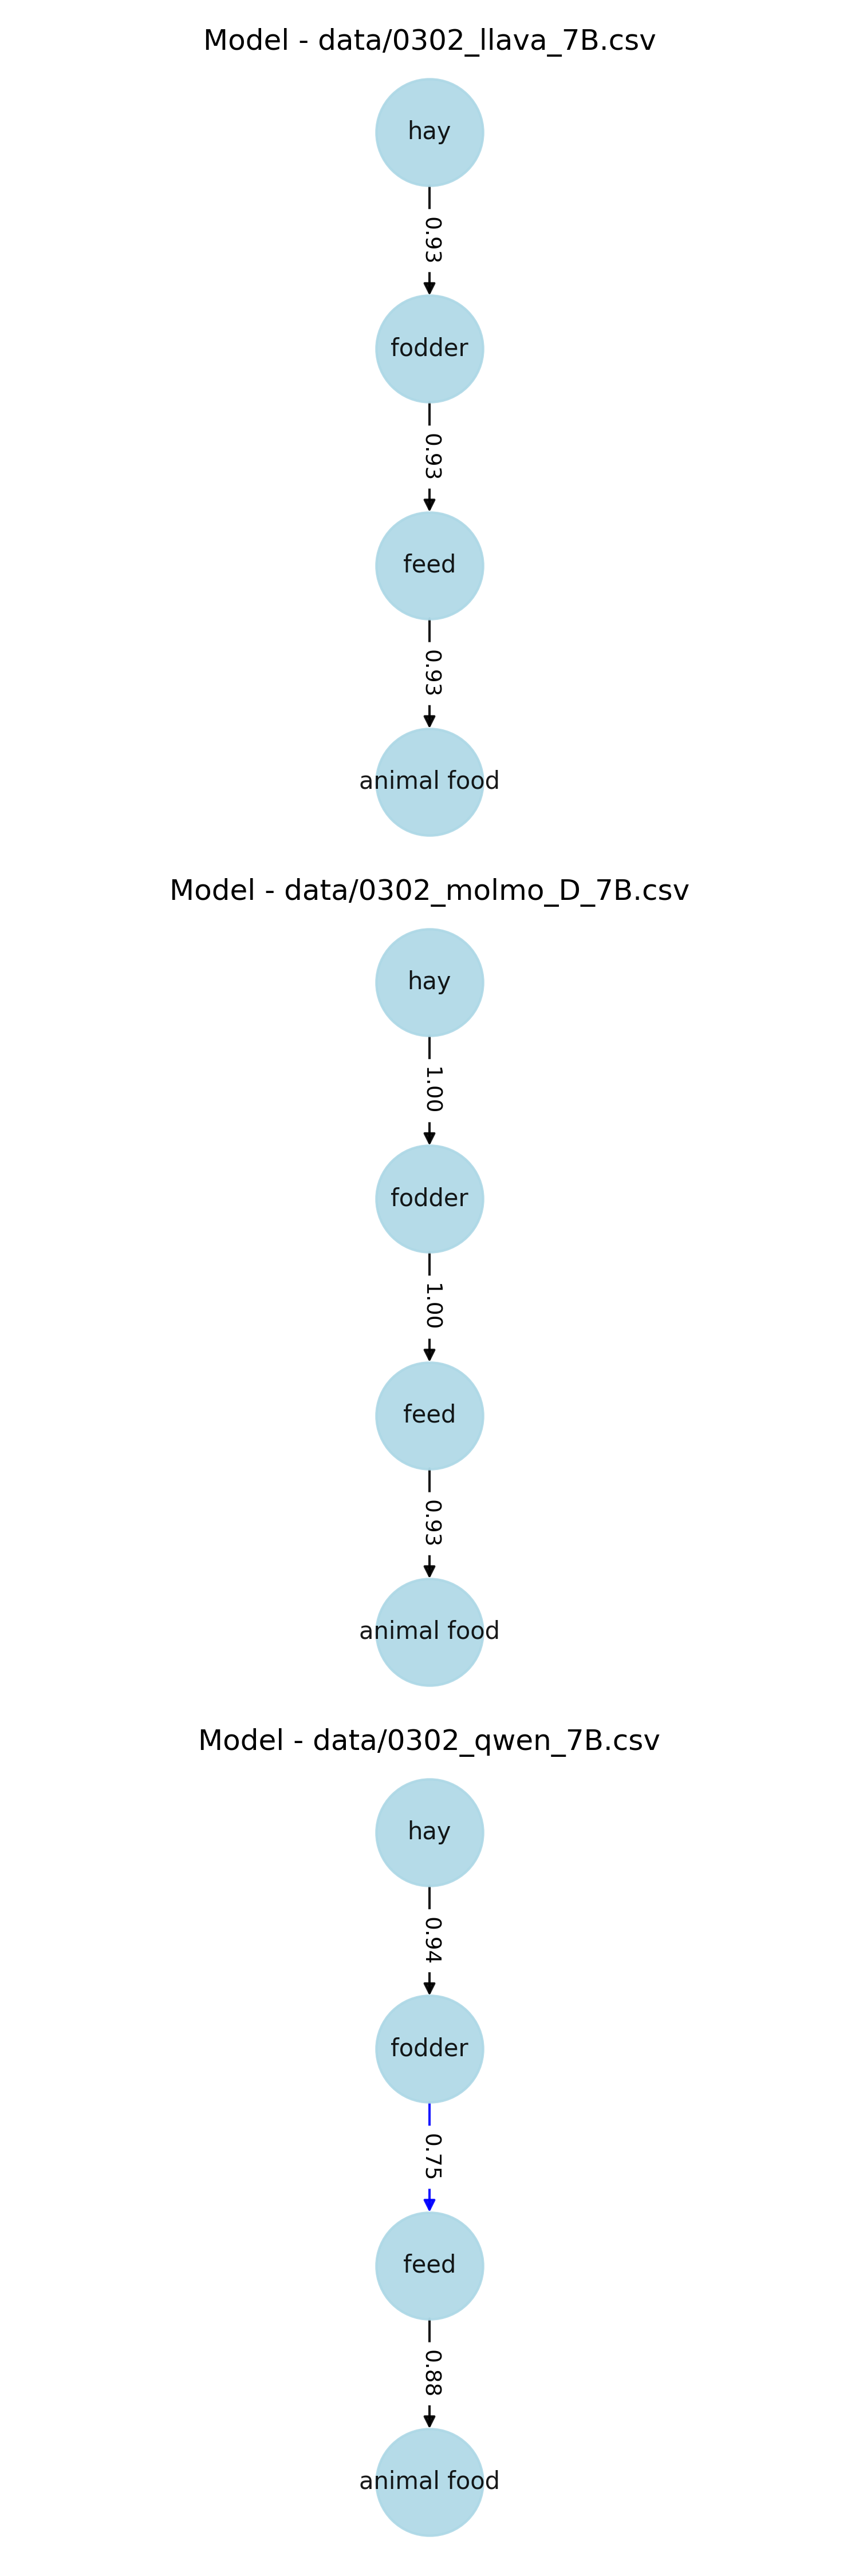 Model - data/0302_llava_7B.csv
hay
0.93
fodder
0.93
feed
0.93
animal food
Model - data/0302_molmo_D_7B.csv
hay
1.00
fodder
1.00
feed
0.93
animal food
Model - data/0302_qwen_7B.csv
hay
0.94
fodder
0.75
feed
0.88
animal food